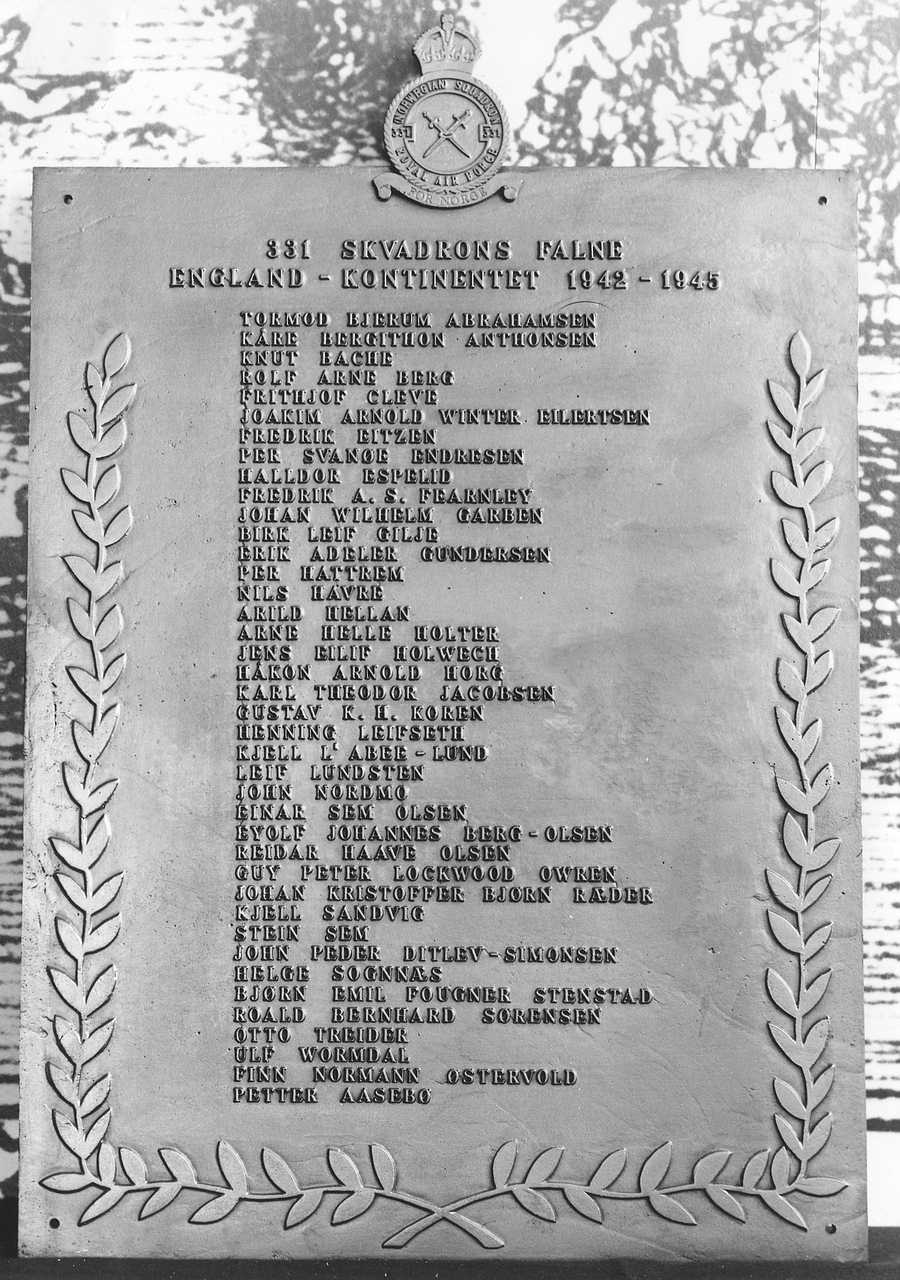 NORWEGIAN SQUADRON
331 331
ROYAL AIR FORCE
FOR NORGE
331 SKVADRONS FALNE
ENGLAND - KONTINENTET 1942 - 1945
TORMOD BJERUM ABRAHAMSEN
KÅRE BERGITHON ANTHONSEN
KNUT BACHE
ROLF ARNE BERG
FRITHJOF CLEVE
JOAKIM ARNOLD WINTER EILERTSEN
FREDRIK EITZEN
PER SVANØE ENDRESEN
HALLDOR ESPELID
FREDRIK A. S. FEARNLEY
JOHAN WILHELM GARBEN
BIRK LEIF GILJE
ERIK ADELER GUNDERSEN
PER HATTREM
NILS HAVRE
ARILD HELLAN
ARNE HELLE HOLTER
JENS EILIF HOLWECH
HÅKON ARNOLD HORG
KARL THEODOR JACOBSEN
GUSTAV K. H. KOREN
HENNING LEIFSETH
KJELL L'ABEE - LUND
LEIF LUNDSTEN
JOHN NORDMO
EINAR SEM OLSEN
EYOLF JOHANNES BERG - OLSEN
REIDAR HAAVE OLSEN
GUY PETER LOCKWOOD OWREN
JOHAN KRISTOFFER BJØRN RÆDER
KJELL SANDVIG
STEIN SEM
JOHN PEDER DITLEV - SIMONSEN
HELGE SOGNNÆS
BJØRN EMIL FOUGNER STENSTAD
ROALD BERNHARD SØRENSEN
OTTO TREIDER
ULF WORMDAL
FINN NORMANN ØSTERVOLD
PETTER AASEBØ